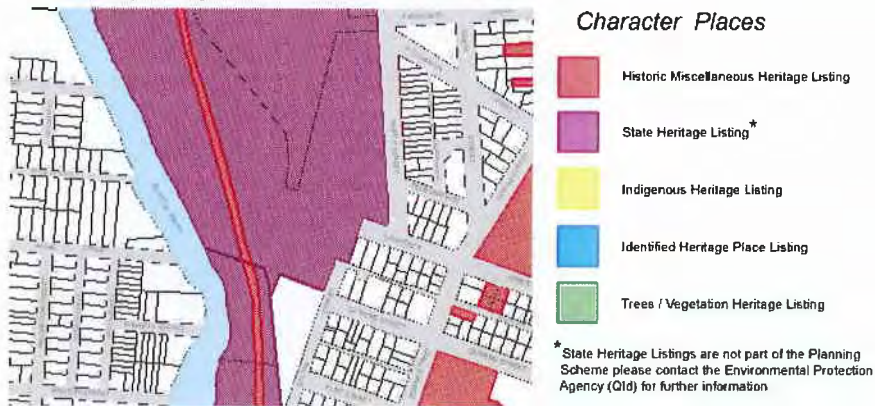 Character Places
Historic Miscellaneous Heritage Listing
State Heritage Listing*
Indigenous Heritage Listing
Identified Heritage Place Listing
Trees / Vegetation Heritage Listing
*State Heritage Listings are not part of the Planning
Scheme please contact the Environmental Protection
Agency (Qld) for further information